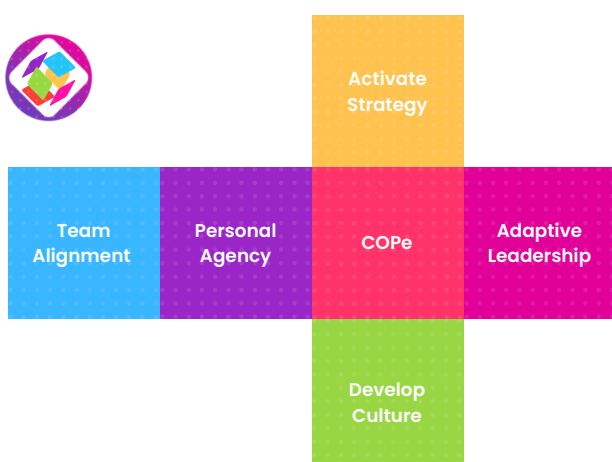 Activate
Strategy
Team
Alignment
Personal
Agency
COPe
Adaptive
Leadership
Develop
Culture